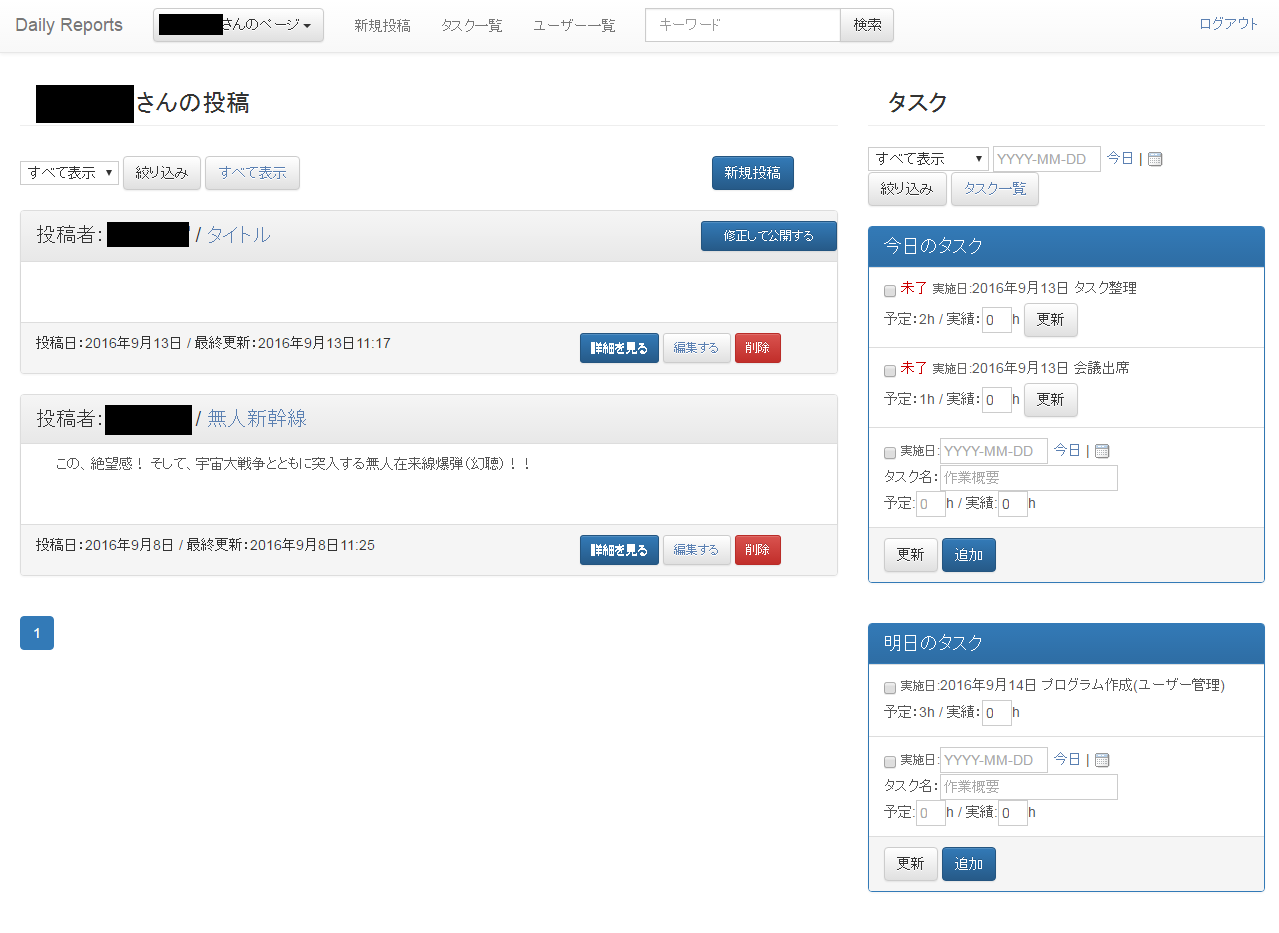 Daily Reports さんのページ 新規投稿 タスク一覧 ユーザー一覧 キーワード 検索 ログアウト
さんの投稿
すべて表示 絞り込み すべて表示 新規投稿
投稿者: / タイトル 修正して公開する
投稿日:2016年9月13日 / 最終更新:2016年9月13日11:17 詳細を見る 編集する 削除
投稿者: / 無人新幹線
この、絶望感！ そして、宇宙大戦争とともに突入する無人在来線爆弾(幻聴)！！
投稿日:2016年9月8日 / 最終更新:2016年9月8日11:25 詳細を見る 編集する 削除
1
タスク
すべて表示 YYYY-MM-DD 今日 |
絞り込み タスク一覧
今日のタスク
未了 実施日:2016年9月13日 タスク整理
予定:2h / 実績: 0 h 更新
未了 実施日:2016年9月13日 会議出席
予定:1h / 実績: 0 h 更新
実施日: YYYY-MM-DD 今日 |
タスク名: 作業概要
予定: 0 h / 実績: 0 h
更新 追加
明日のタスク
実施日:2016年9月14日 プログラム作成(ユーザー管理)
予定:3h / 実績: 0 h
実施日: YYYY-MM-DD 今日 |
タスク名: 作業概要
予定: 0 h / 実績: 0 h
更新 追加